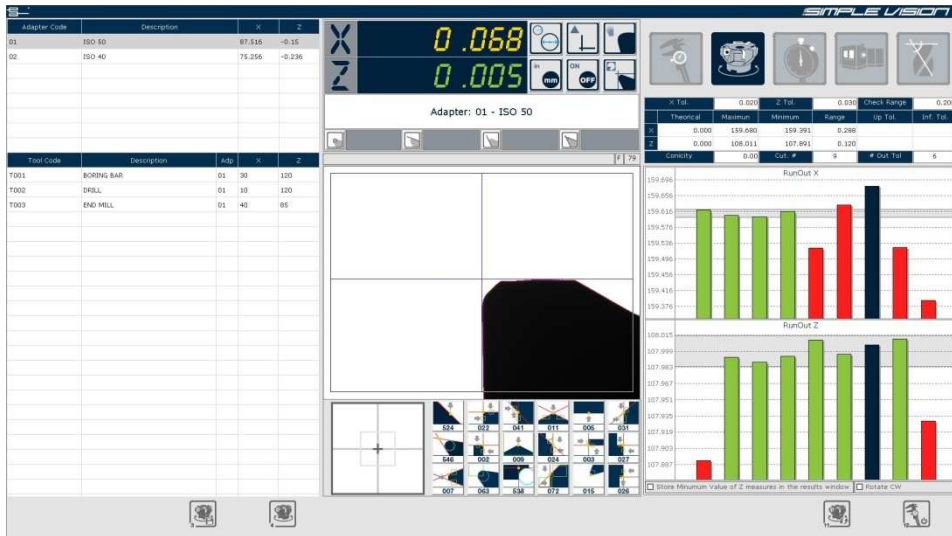 SIMPLE VISION
Adapter Code Description X Z
01 ISO 50 87.516 -0.15
02 ISO 40 75.256 -0.236
X 0.068
Z 0.005
in mm
ON OFF
Adapter: 01 - ISO 50
F 79
Tool Code Description Adp X Z
T001 BORING BAR 01 30 120
T002 DRILL 01 10 120
T003 END MILL 01 40 85
524 022 041 011 005 031
546 002 009 024 003 027
007 063 538 072 015 026
X Tol. 0.020 Z Tol. 0.030 Check Range 0.20
Theorical Maximun Minimum Range Up Tol. Inf. Tol.
X 0.000 159.680 159.391 0.288
Z 0.000 108.011 107.891 0.120
Conicity 0.00 Cut. # 9 # Out Tol 6
RunOut X
159.696
159.656
159.616
159.576
159.536
159.496
159.456
159.416
159.376
RunOut Z
108.015
107.999
107.983
107.967
107.951
107.935
107.919
107.903
107.887
Store Minumum Value of Z measures in the results window Rotate CW